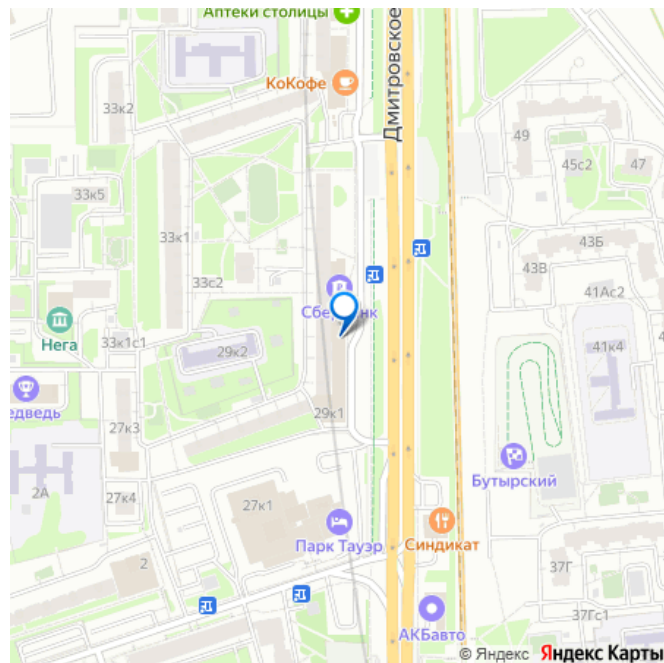 Аптеки столицы
КоКофе
Дмитровское
33к2
49
45с2
47
33к5
33к1
43Б
43В
33с2
41Ас2
Сбербанк
Нега
33к1с1
29к2
41к4
едведь
29к1
27к3
Бутырский
2А
27к4
27к1
Парк Тауэр
Синдикат
2
37Г
37Гс1
АКБавто
© Яндекс Яндекс Карты